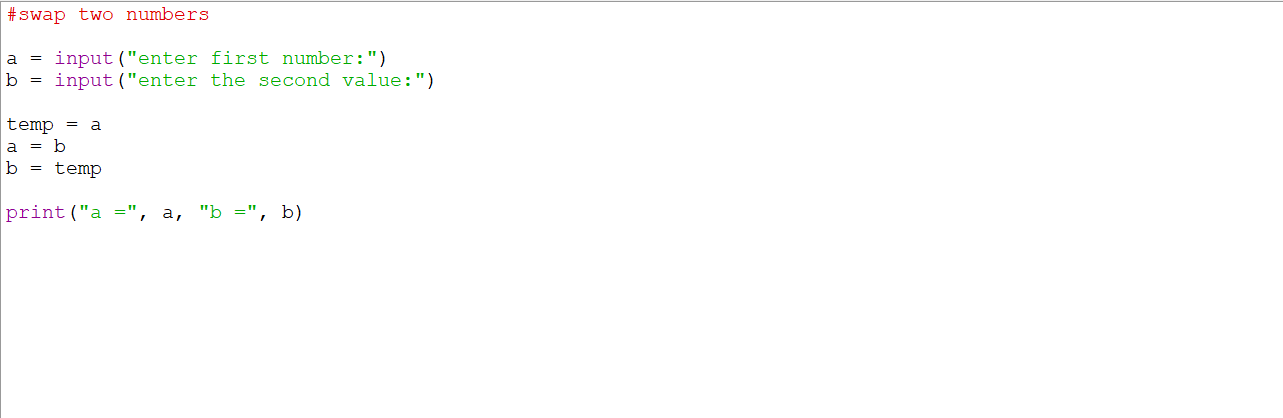 #swap two numbers
a = input("enter first number:")
b = input("enter the second value:")
temp = a
a = b
b = temp
print("a =", a, "b =", b)